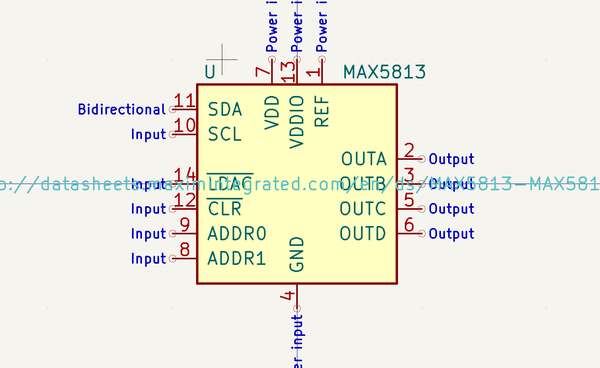 Power i
Power i
Power i
7
13
1
U
MAX5813
VDD
VDDIO
REF
Bidirectional 11 SDA
Input 10 SCL
OUTA 2 Output
Input 14 LDAC
OUTB 3 Output
p://datasheets.maximintegrated.com/en/ds/MAX5813-MAX581
Input 12 CLR
OUTC 5 Output
Input 9 ADDR0
OUTD 6 Output
Input 8 ADDR1
GND
4
er input